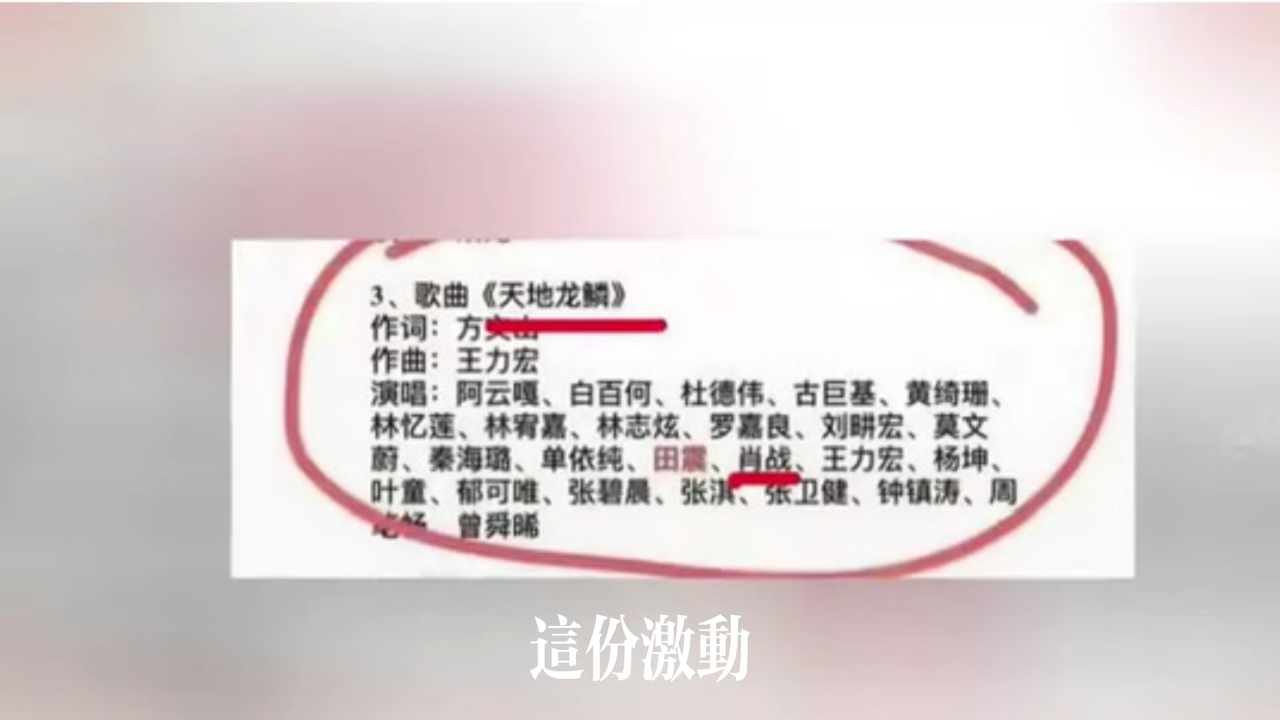 3、歌曲《天地龙鳞》
作词：方文山
作曲：王力宏
演唱：阿云嘎、白百何、杜德伟、古巨基、黄绮珊、
林忆莲、林宥嘉、林志炫、罗嘉良、刘畊宏、莫文
蔚、秦海璐、单依纯、田震、肖战、王力宏、杨坤、
叶童、郁可唯、张碧晨、张淇、张卫健、钟镇涛、周
笔畅、曾舜晞
這份激動